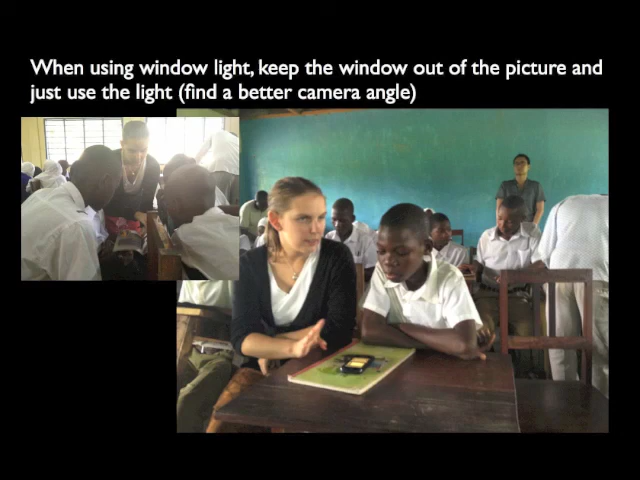 When using window light, keep the window out of the picture and
just use the light (find a better camera angle)